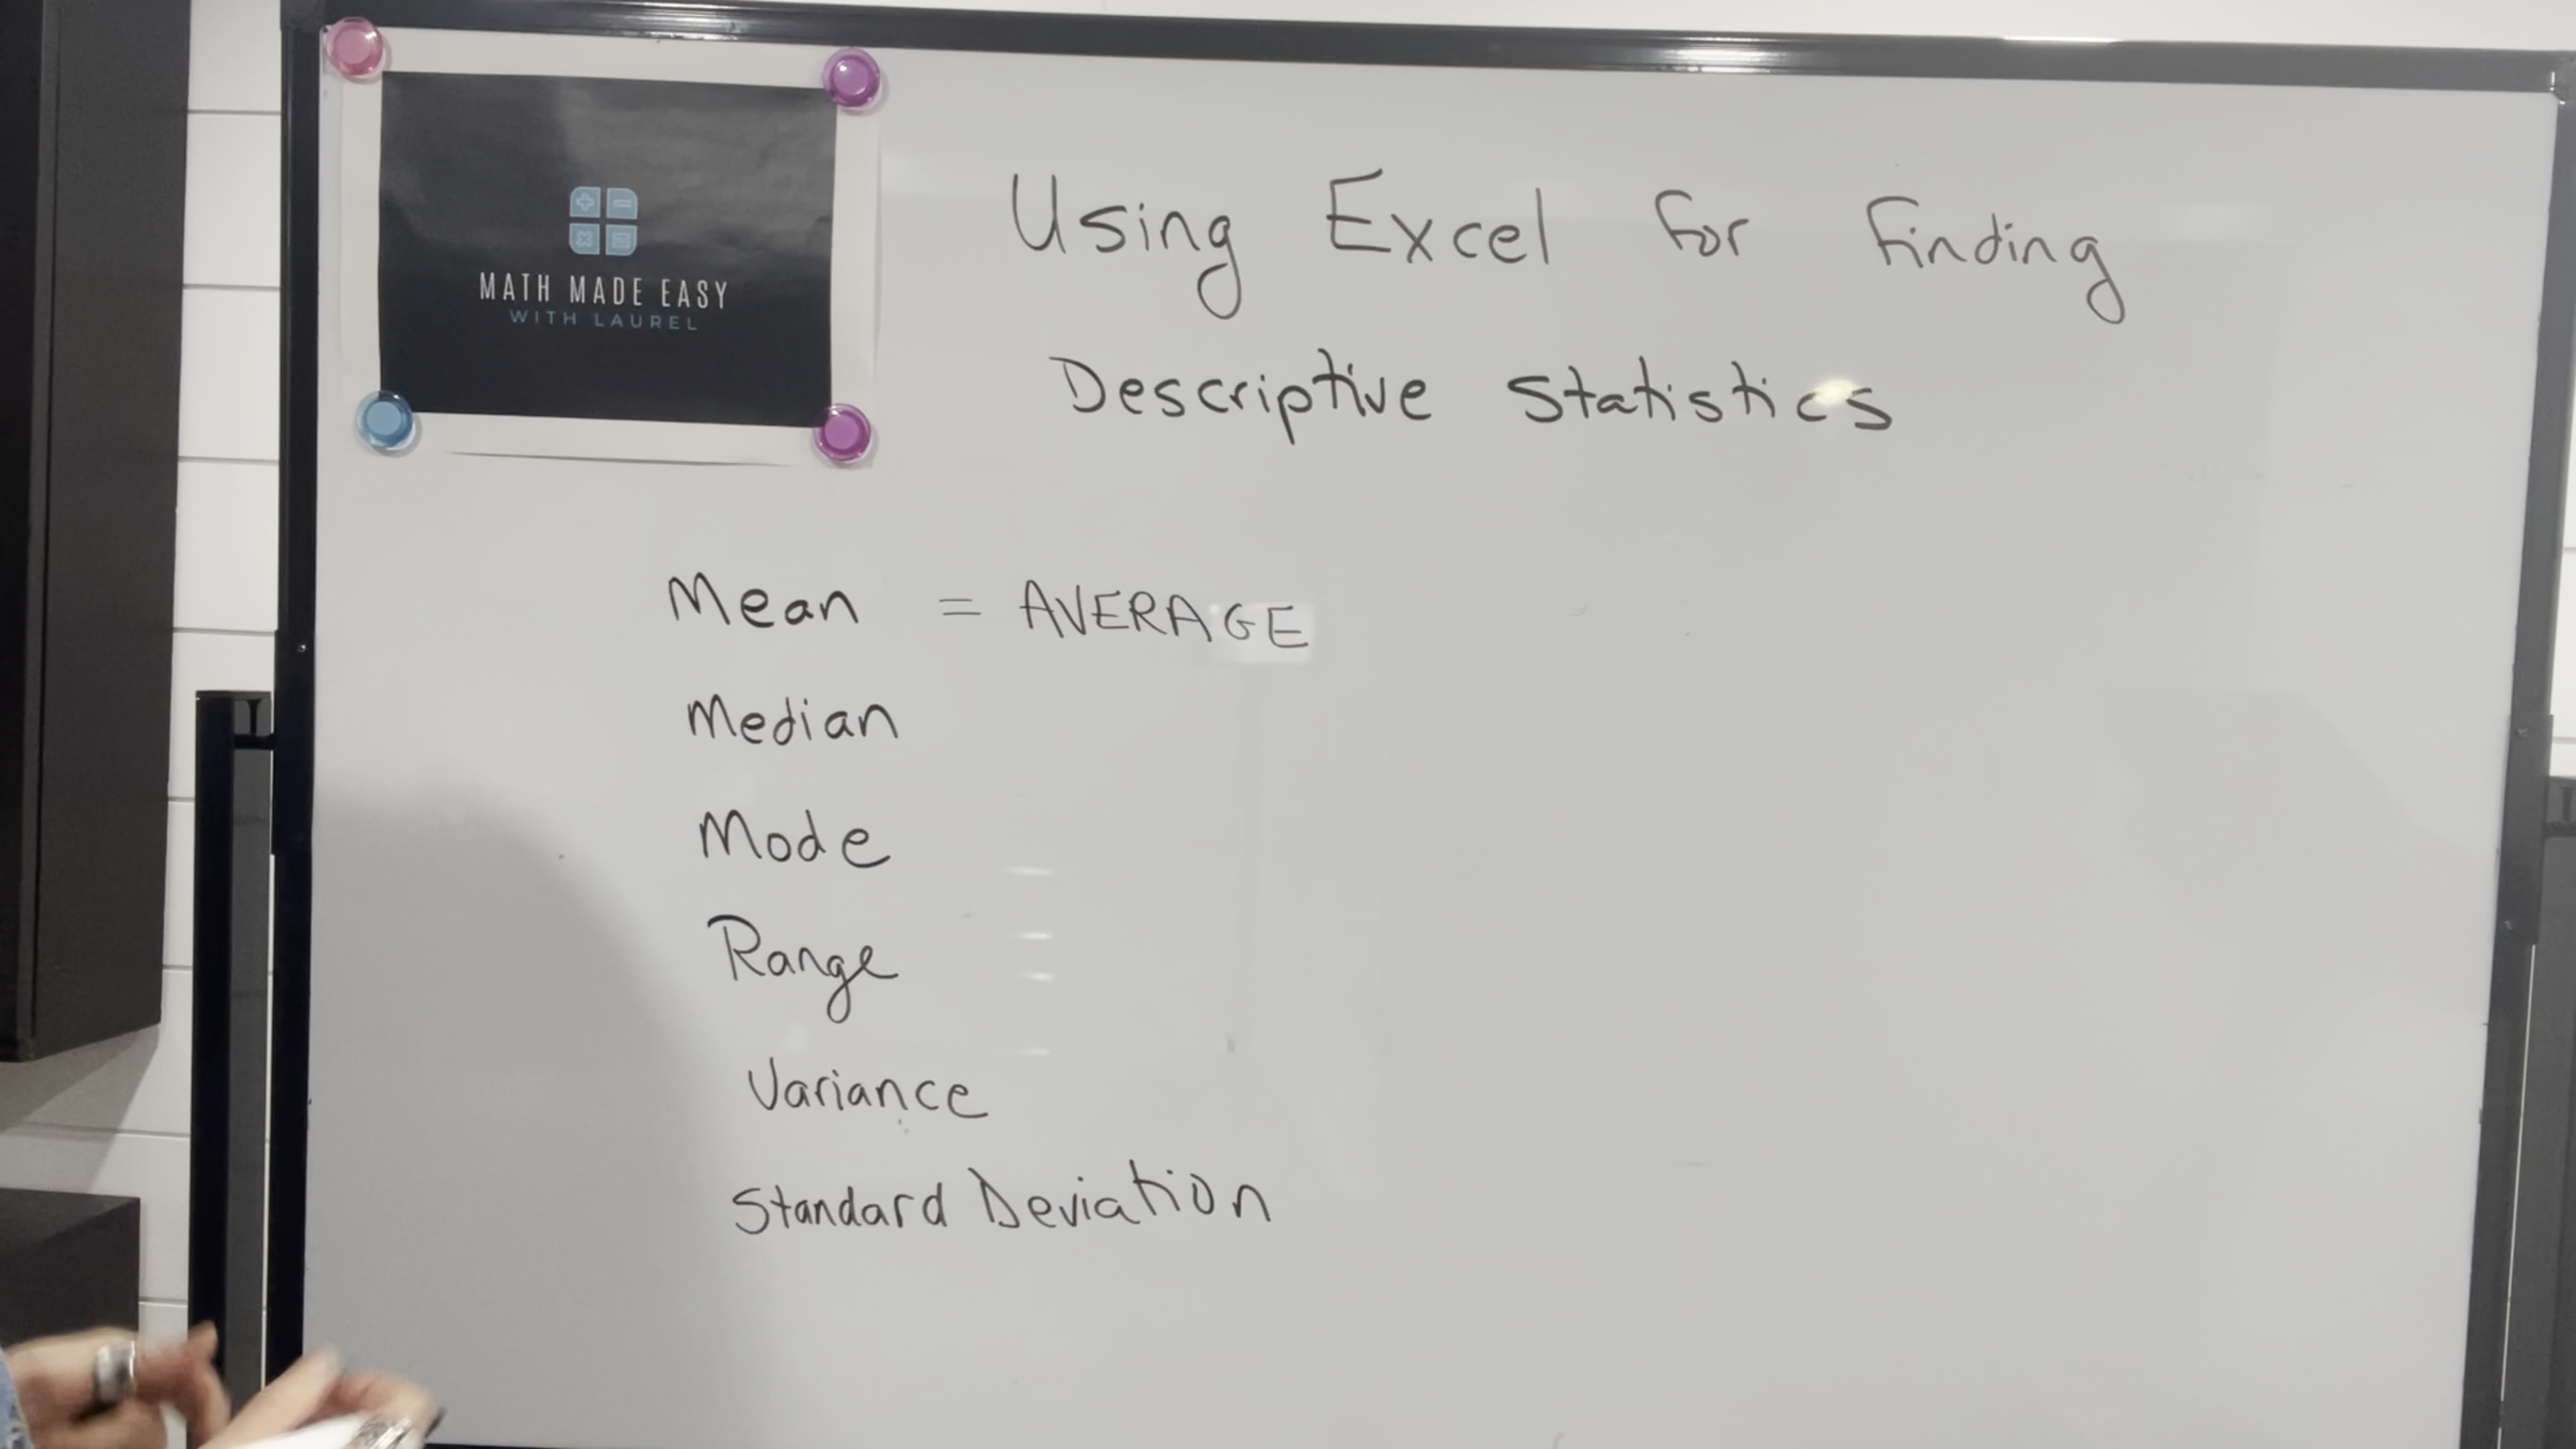 MATH MADE EASY
WITH LAUREL
Using Excel for finding
Descriptive Statistics
Mean = AVERAGE
Median
Mode
Range
Variance
Standard Deviation